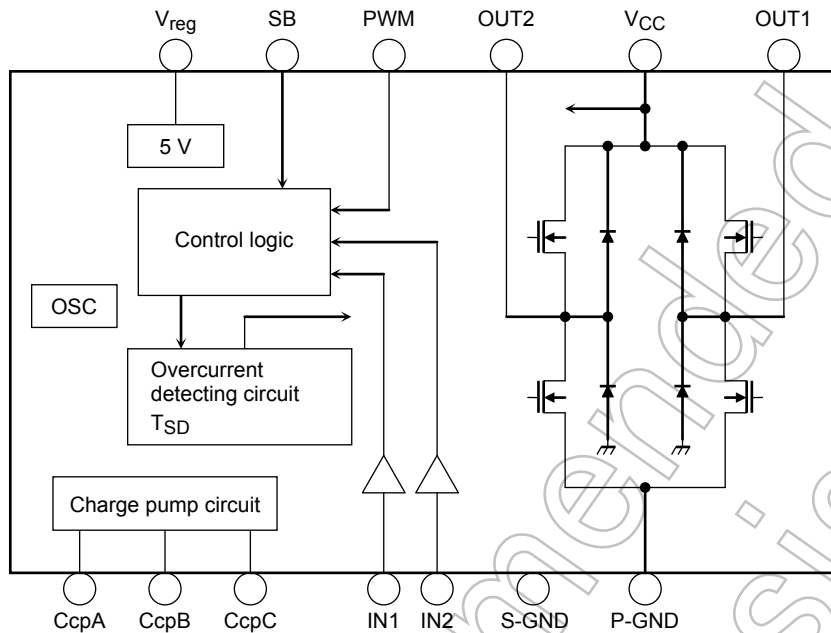 Vreg SB PWM OUT2 VCC OUT1
5 V
Control logic
OSC
Overcurrent
detecting circuit
TSD
Charge pump circuit
CcpA CcpB CcpC IN1 IN2 S-GND P-GND